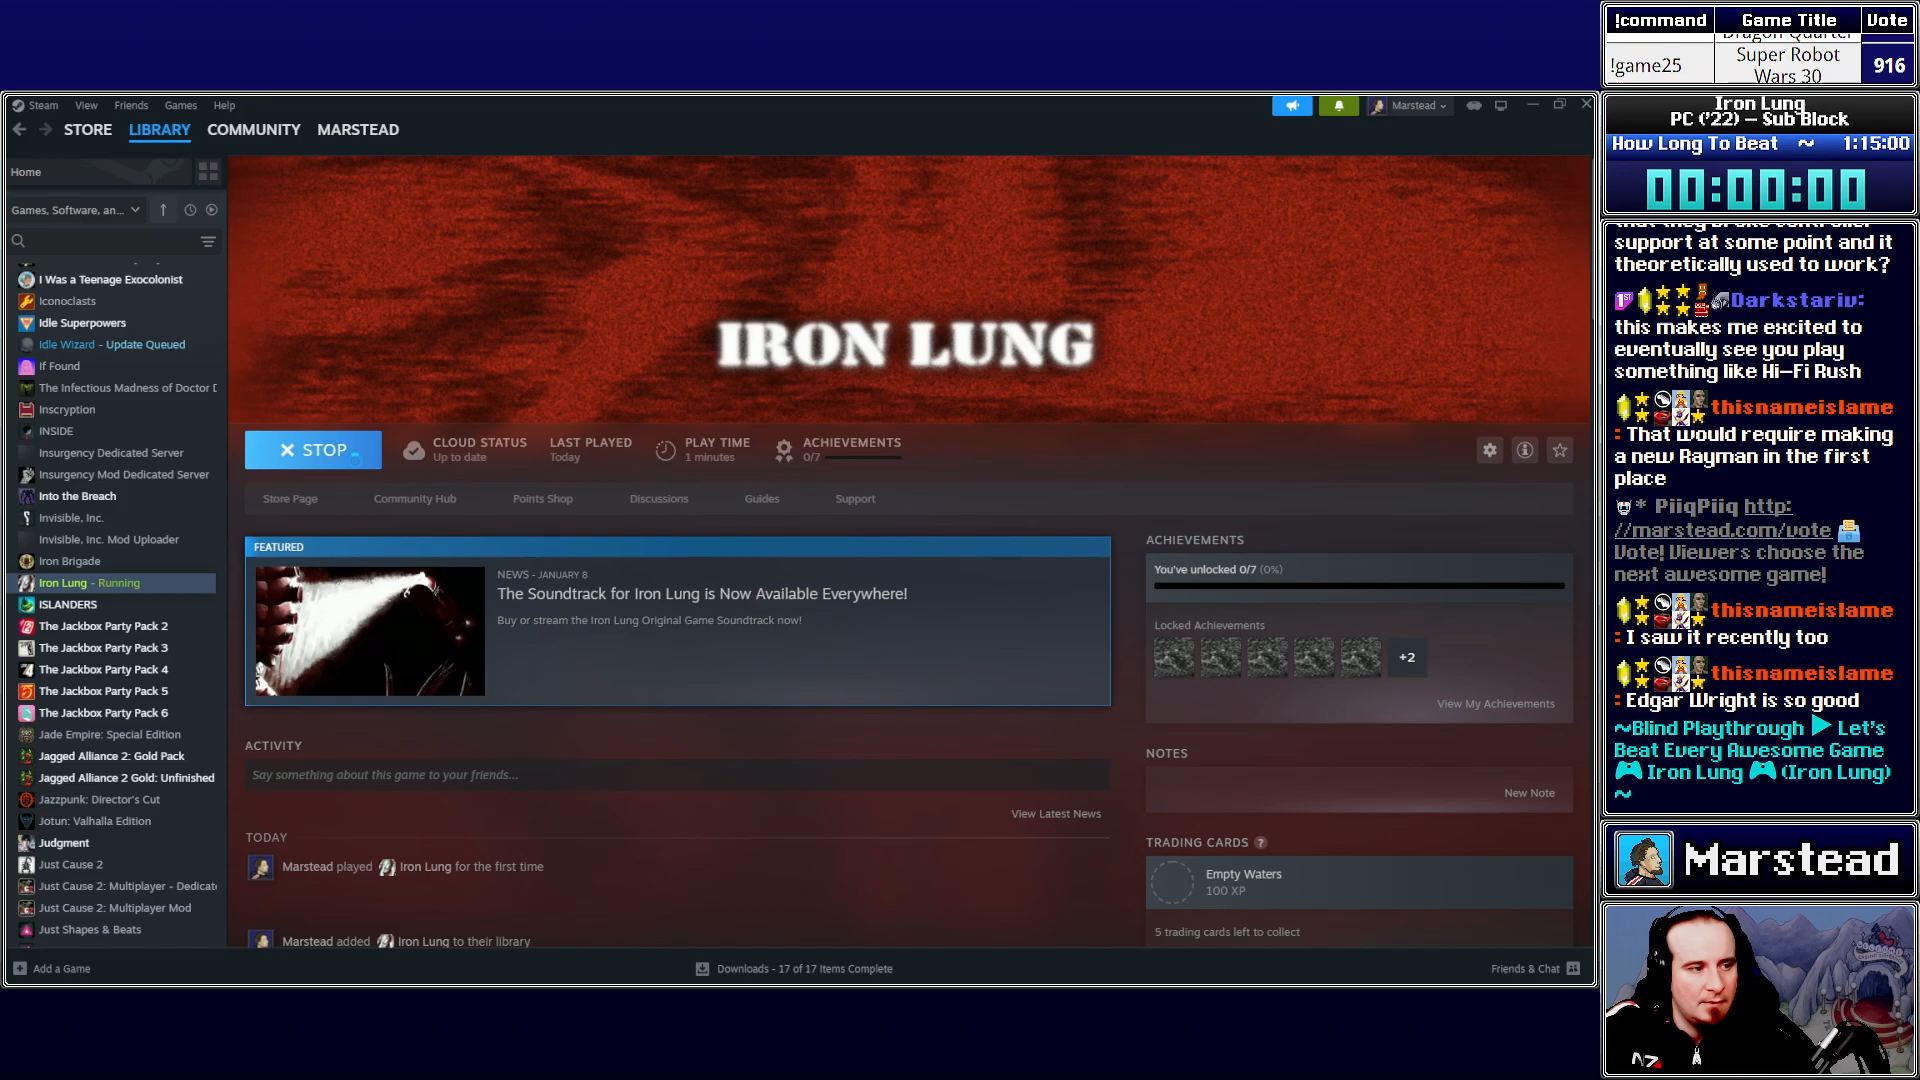 !command Game Title Vote
Dragon Quarter
!game25 Super Robot Wars 30 916
Steam View Friends Games Help
Marstead
STORE LIBRARY COMMUNITY MARSTEAD
Iron Lung
PC ('22) – Sub Block
How Long To Beat ~ 1:15:00
00:00:00
Home
Games, Software, an...
I Was a Teenage Exocolonist
Iconoclasts
Idle Superpowers
Idle Wizard - Update Queued
If Found
The Infectious Madness of Doctor D
Inscryption
INSIDE
Insurgency Dedicated Server
Insurgency Mod Dedicated Server
Into the Breach
Invisible, Inc.
Invisible, Inc. Mod Uploader
Iron Brigade
Iron Lung - Running
ISLANDERS
The Jackbox Party Pack 2
The Jackbox Party Pack 3
The Jackbox Party Pack 4
The Jackbox Party Pack 5
The Jackbox Party Pack 6
Jade Empire: Special Edition
Jagged Alliance 2: Gold Pack
Jagged Alliance 2 Gold: Unfinished
Jazzpunk: Director's Cut
Jotun: Valhalla Edition
Judgment
Just Cause 2
Just Cause 2: Multiplayer - Dedicate
Just Cause 2: Multiplayer Mod
Just Shapes & Beats
IRON LUNG
STOP
CLOUD STATUS
Up to date
LAST PLAYED
Today
PLAY TIME
1 minutes
ACHIEVEMENTS
0/7
Store Page Community Hub Points Shop Discussions Guides Support
FEATURED
NEWS - JANUARY 8
The Soundtrack for Iron Lung is Now Available Everywhere!
Buy or stream the Iron Lung Original Game Soundtrack now!
ACTIVITY
Say something about this game to your friends...
View Latest News
TODAY
Marstead played Iron Lung for the first time
Marstead added Iron Lung to their library
ACHIEVEMENTS
You've unlocked 0/7 (0%)
Locked Achievements
+2
View My Achievements
NOTES
New Note
TRADING CARDS ?
Empty Waters
100 XP
5 trading cards left to collect
Add a Game
Downloads - 17 of 17 Items Complete
Friends & Chat
that they broke controller
support at some point and it
theoretically used to work?
1ST Darkstariv:
this makes me excited to
eventually see you play
something like Hi-Fi Rush
thisnameislame
: That would require making
a new Rayman in the first
place
* PiiqPiiq http:
//marstead.com/vote
Vote! Viewers choose the
next awesome game!
thisnameislame
: I saw it recently too
thisnameislame
: Edgar Wright is so good
~Blind Playthrough ▶ Let's
Beat Every Awesome Game
🎮 Iron Lung 🎮 (Iron Lung)
~
Marstead
N7